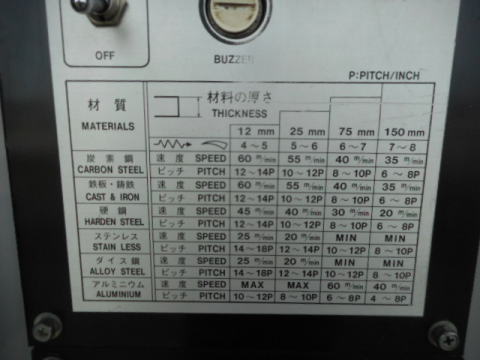 OFF
BUZZER
P:PITCH/INCH
材質 MATERIALS
材料の厚さ THICKNESS
12 mm 25 mm 75 mm 150 mm
4~5 5~6 6~7 7~8
炭素鋼 CARBON STEEL
速度 SPEED 60 m/min 55 m/min 40 m/min 35 m/min
ピッチ PITCH 12~14P 10~12P 8~10P 6~8P
鉄板・鋳鉄 CAST & IRON
速度 SPEED 60 m/min 55 m/min 40 m/min 35 m/min
ピッチ PITCH 12~14P 10~12P 8~10P 6~8P
硬鋼 HARDEN STEEL
速度 SPEED 45 m/min 40 m/min 30 m/min 20 m/min
ピッチ PITCH 12~14P 10~12P 8~10P 6~8P
ステンレス STAIN LESS
速度 SPEED 25 m/min 20 m/min MIN MIN
ピッチ PITCH 14~18P 12~14P 10~12P 8~10P
ダイス鋼 ALLOY STEEL
速度 SPEED 25 m/min 20 m/min MIN MIN
ピッチ PITCH 14~18P 12~14P 10~12P 8~10P
アルミニウム ALUMINIUM
速度 SPEED MAX MAX 60 m/min 40 m/min
ピッチ PITCH 10~12P 8~10P 6~8P 4~8P